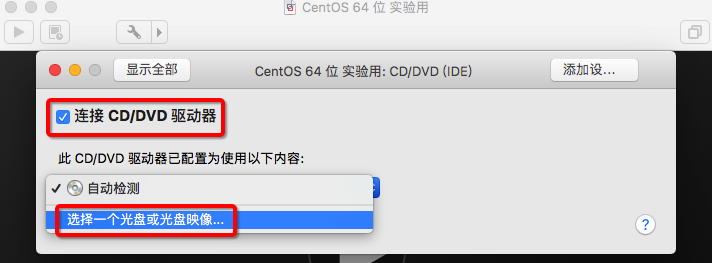 CentOS 64 位 实验用
显示全部
CentOS 64 位 实验用: CD/DVD (IDE)
添加设...
连接 CD/DVD 驱动器
此 CD/DVD 驱动器已配置为使用以下内容:
✓ 自动检测
选择一个光盘或光盘映像...
?